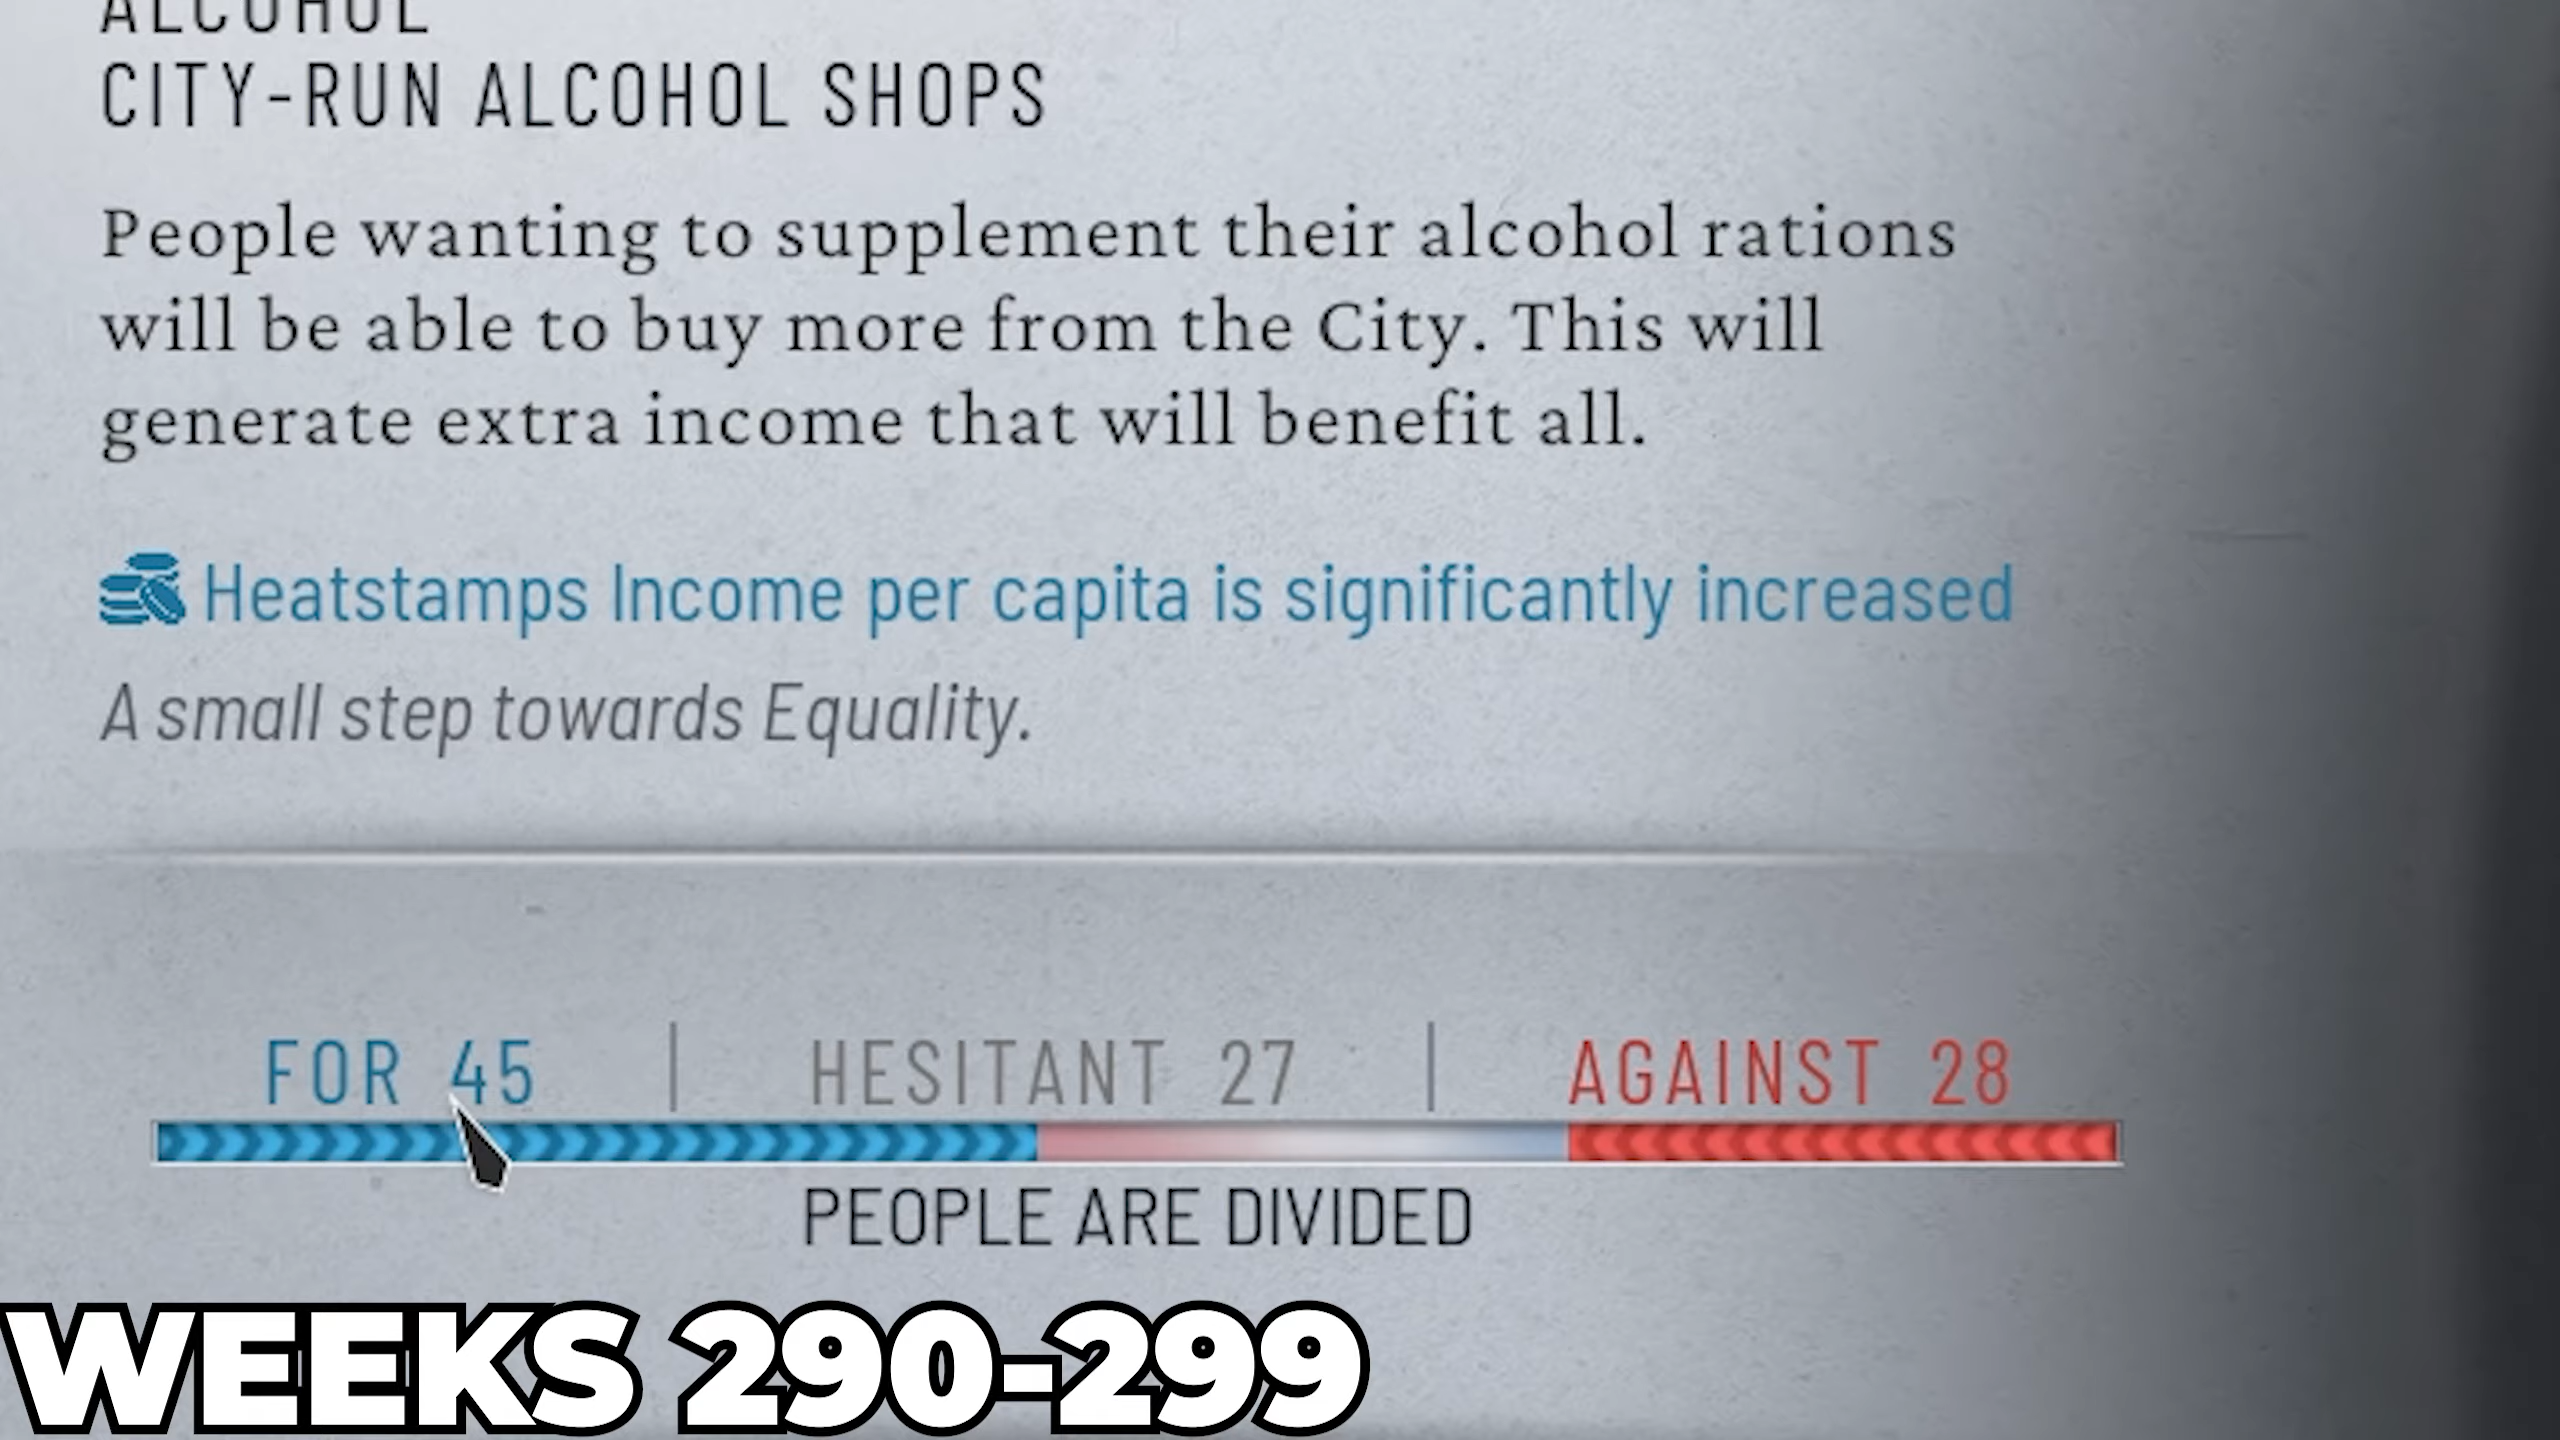 ALCOHOL
CITY-RUN ALCOHOL SHOPS
People wanting to supplement their alcohol rations
will be able to buy more from the City. This will
generate extra income that will benefit all.
Heatstamps Income per capita is significantly increased
A small step towards Equality.
FOR 45 | HESITANT 27 | AGAINST 28
PEOPLE ARE DIVIDED
WEEKS 290-299